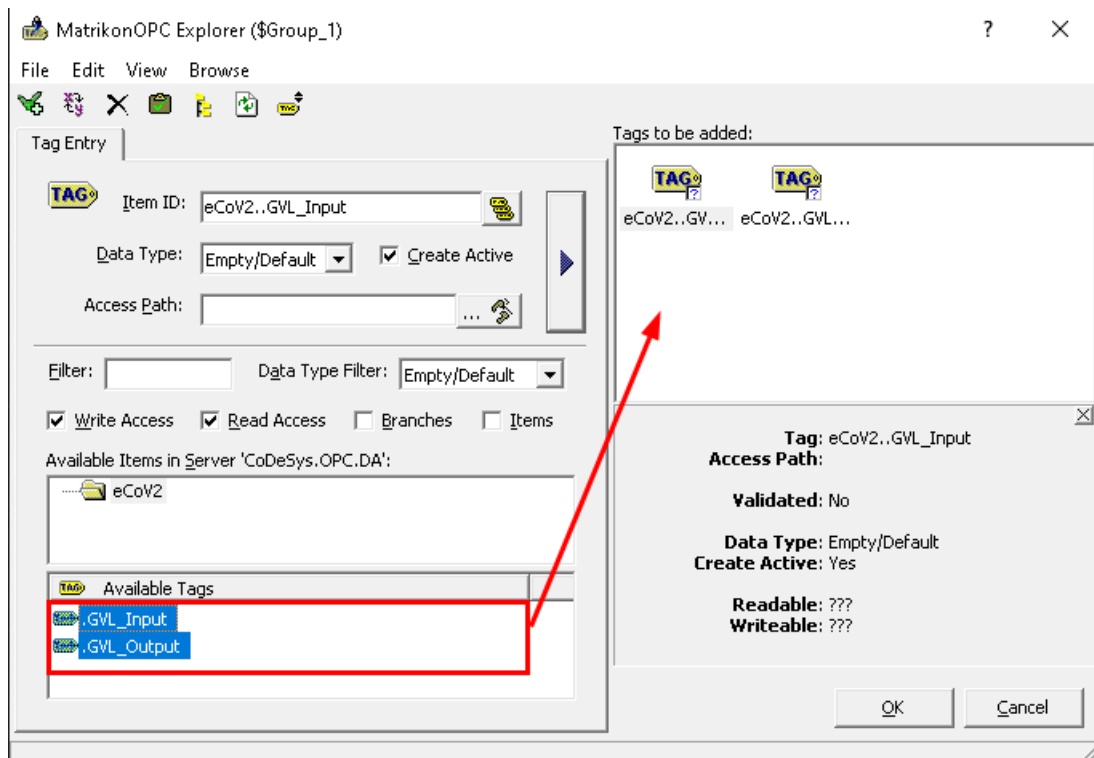 MatrikonOPC Explorer ($Group_1)
File Edit View Browse
Tag Entry
TAG Item ID: eCoV2..GVL_Input
Data Type: Empty/Default Create Active
Access Path: ...
Filter: Data Type Filter: Empty/Default
Write Access Read Access Branches Items
Available Items in Server 'CoDeSys.OPC.DA':
eCoV2
Available Tags
.GVL_Input
.GVL_Output
Tags to be added:
TAG TAG
eCoV2..GV... eCoV2..GVL...
Tag: eCoV2..GVL_Input
Access Path:
Validated: No
Data Type: Empty/Default
Create Active: Yes
Readable: ???
Writeable: ???
OK Cancel